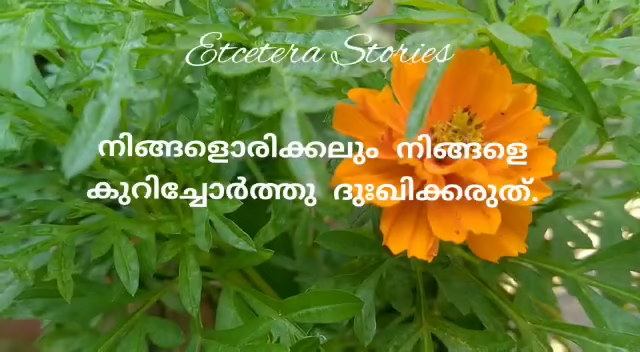 Etcetera Stories
നിങ്ങളൊരിക്കലും നിങ്ങളെ
കുറിച്ചോർത്തു ദുഃഖിക്കരുത്.